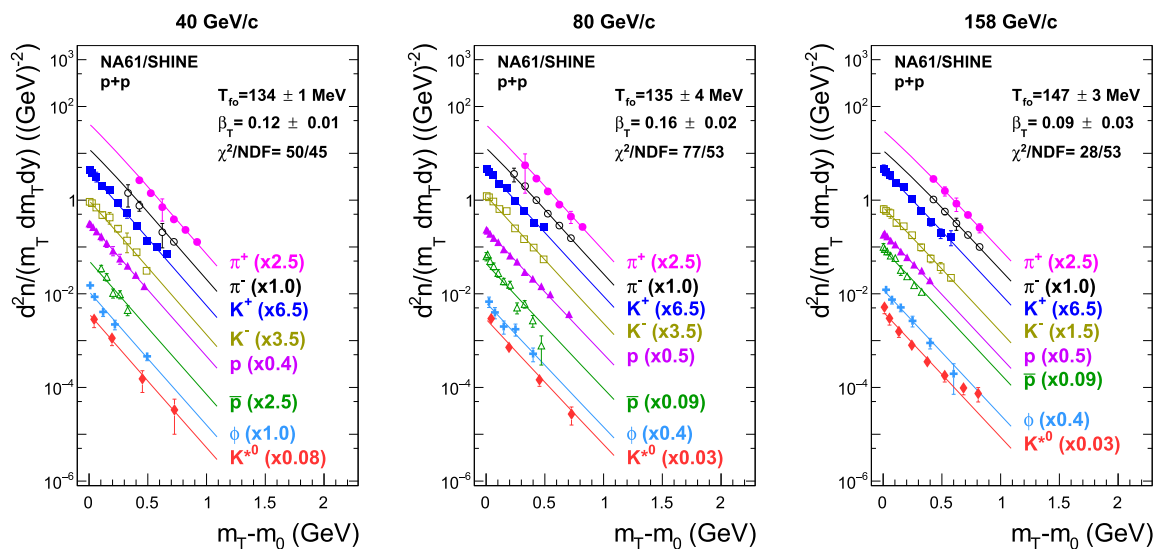 40 GeV/c
d²n/(m_T dm_T dy) ((GeV)⁻²)
10³
10²
1
10⁻²
10⁻⁴
10⁻⁶
NA61/SHINE
p+p
T_fo=134 ± 1 MeV
β_T= 0.12 ± 0.01
χ²/NDF= 50/45
π⁺ (x2.5)
π⁻ (x1.0)
K⁺ (x6.5)
K⁻ (x3.5)
p (x0.4)
p̅ (x2.5)
ϕ (x1.0)
K*⁰ (x0.08)
0 0.5 1 1.5 2
m_T-m_0 (GeV)
80 GeV/c
d²n/(m_T dm_T dy) ((GeV)⁻²)
10³
10²
1
10⁻²
10⁻⁴
10⁻⁶
NA61/SHINE
p+p
T_fo=135 ± 4 MeV
β_T= 0.16 ± 0.02
χ²/NDF= 77/53
π⁺ (x2.5)
π⁻ (x1.0)
K⁺ (x6.5)
K⁻ (x3.5)
p (x0.5)
p̅ (x0.09)
ϕ (x0.4)
K*⁰ (x0.03)
0 0.5 1 1.5 2
m_T-m_0 (GeV)
158 GeV/c
d²n/(m_T dm_T dy) ((GeV)⁻²)
10³
10²
1
10⁻²
10⁻⁴
10⁻⁶
NA61/SHINE
p+p
T_fo=147 ± 3 MeV
β_T= 0.09 ± 0.03
χ²/NDF= 28/53
π⁺ (x2.5)
π⁻ (x1.0)
K⁺ (x6.5)
K⁻ (x1.5)
p (x0.5)
p̅ (x0.09)
ϕ (x0.4)
K*⁰ (x0.03)
0 0.5 1 1.5 2
m_T-m_0 (GeV)